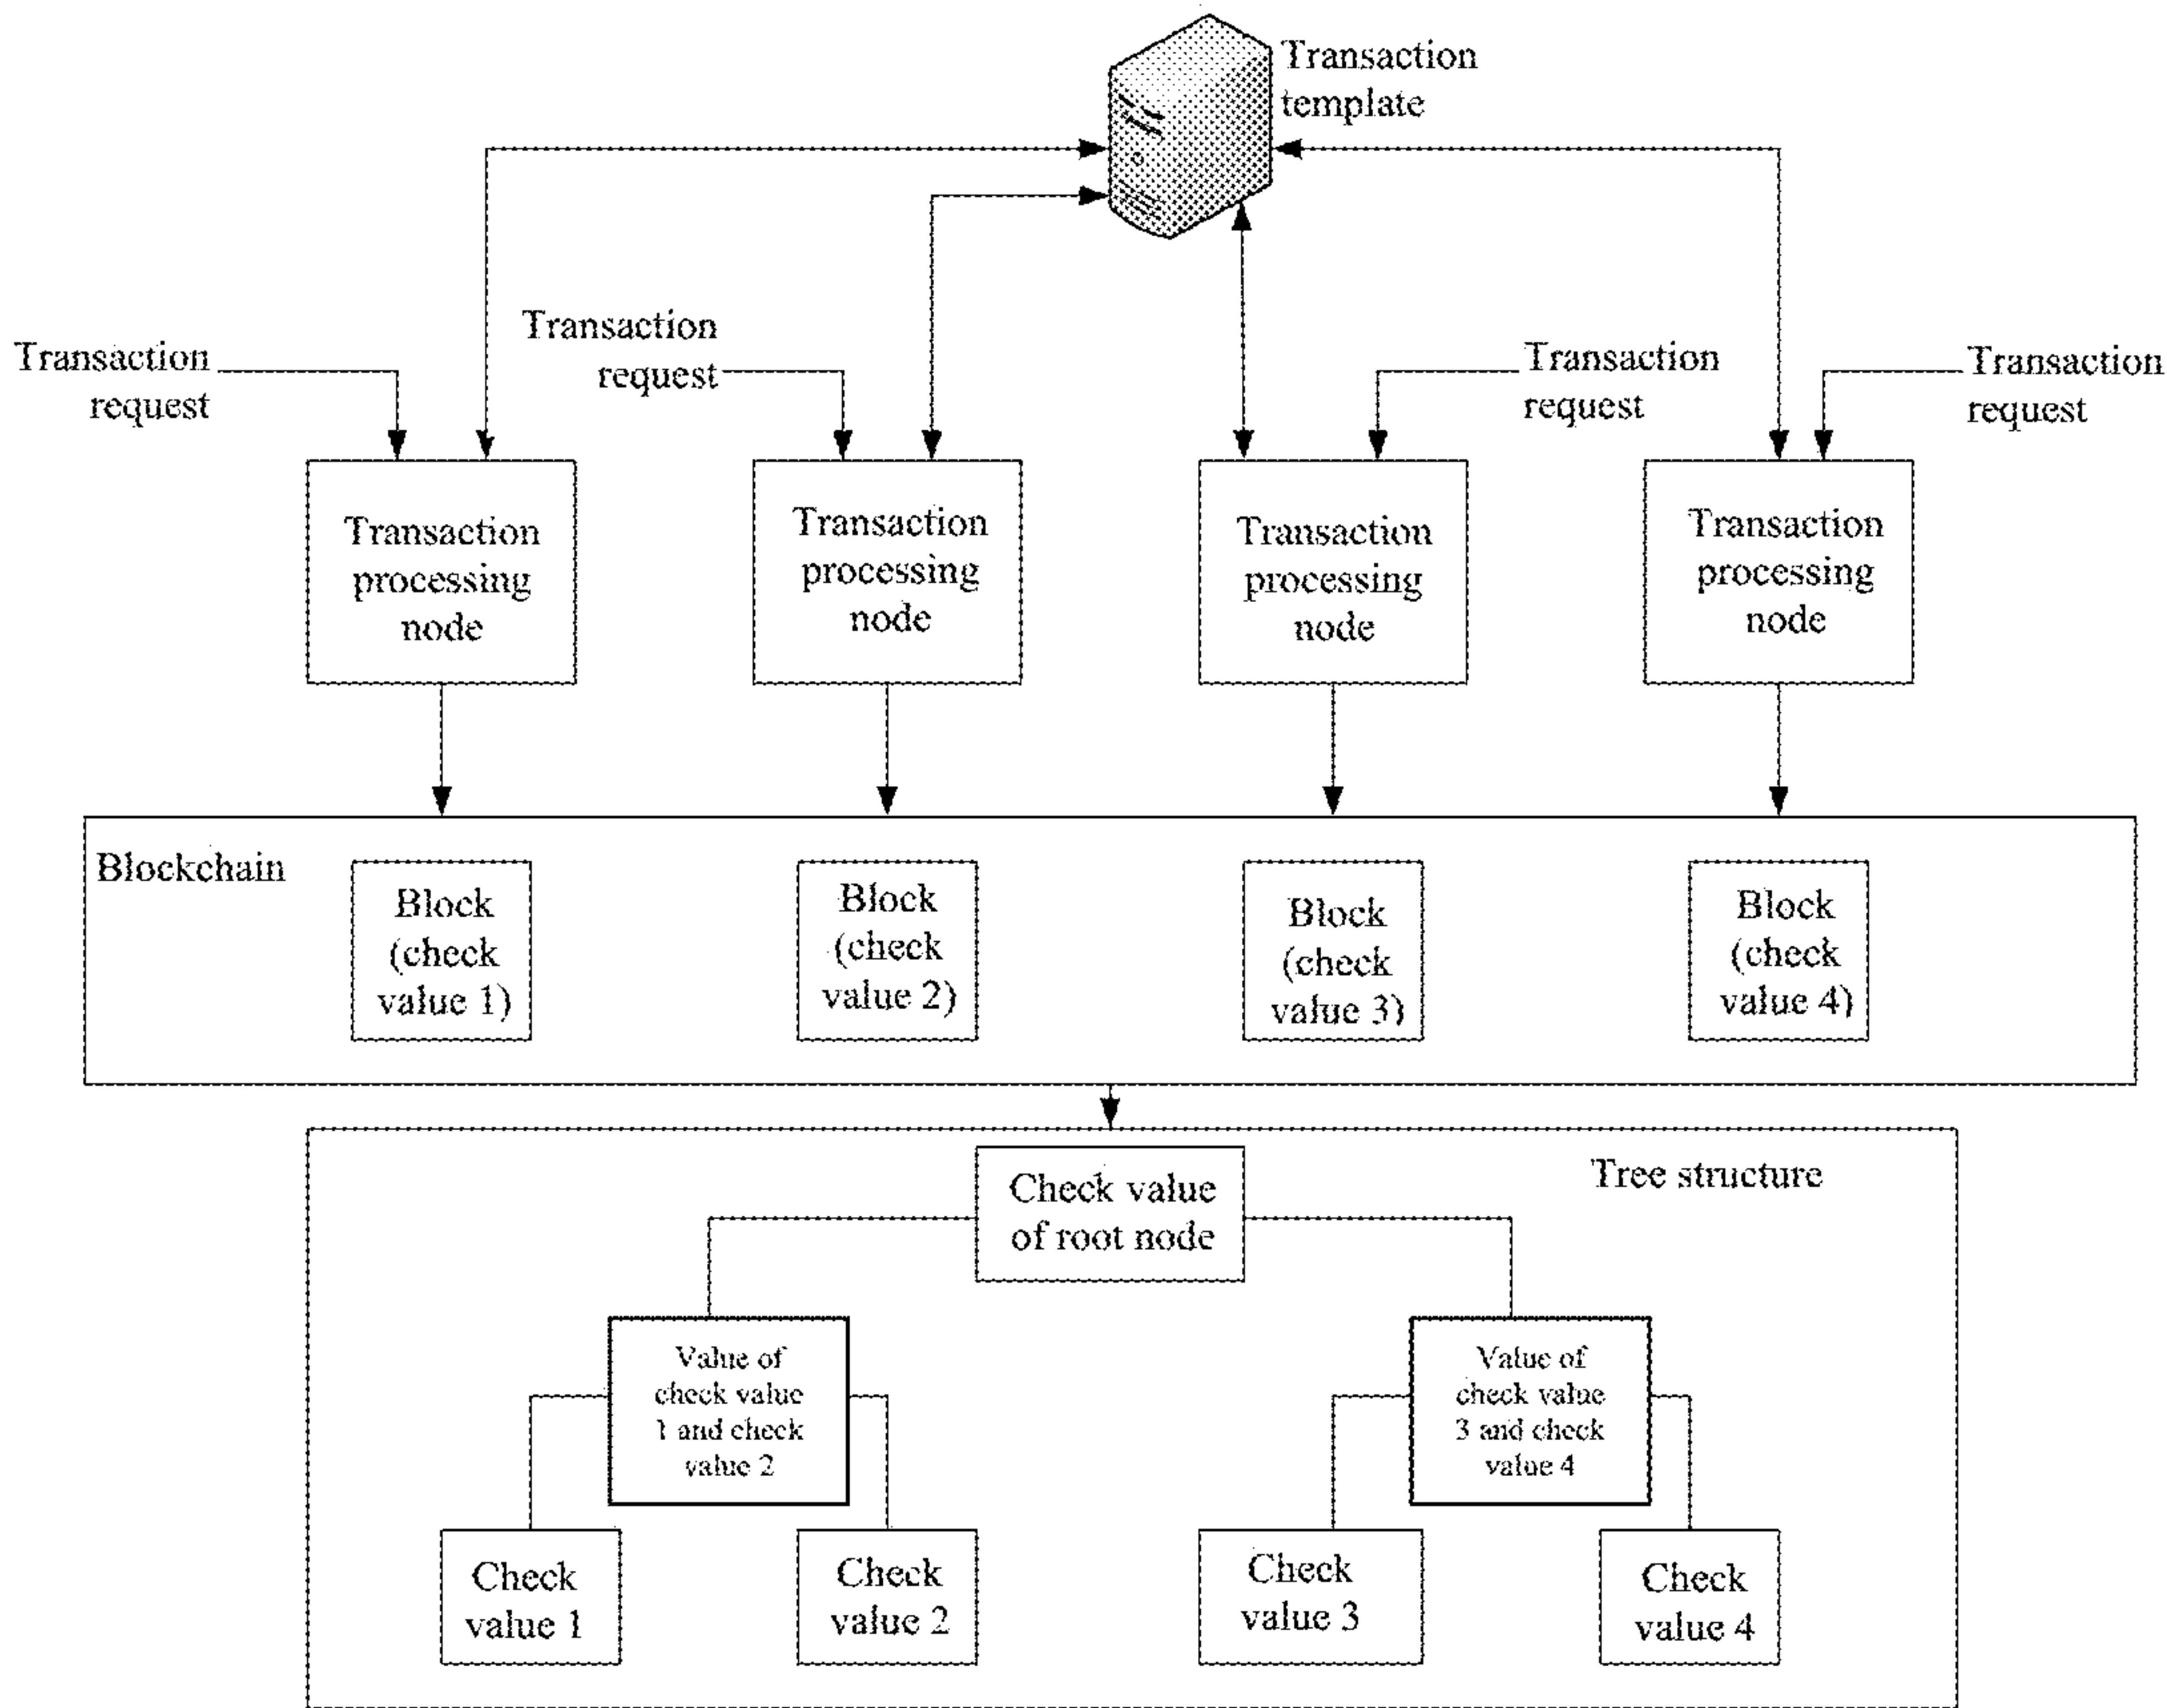 Transaction
template
Transaction
request
Transaction
request
Transaction
request
Transaction
request
Transaction
processing
node
Transaction
processing
node
Transaction
processing
node
Transaction
processing
node
Blockchain
Block
(check
value 1)
Block
(check
value 2)
Block
(check
value 3)
Block
(check
value 4)
Tree structure
Check value
of root node
Value of
check value
1 and check
value 2
Value of
check value
3 and check
value 4
Check
value 1
Check
value 2
Check
value 3
Check
value 4